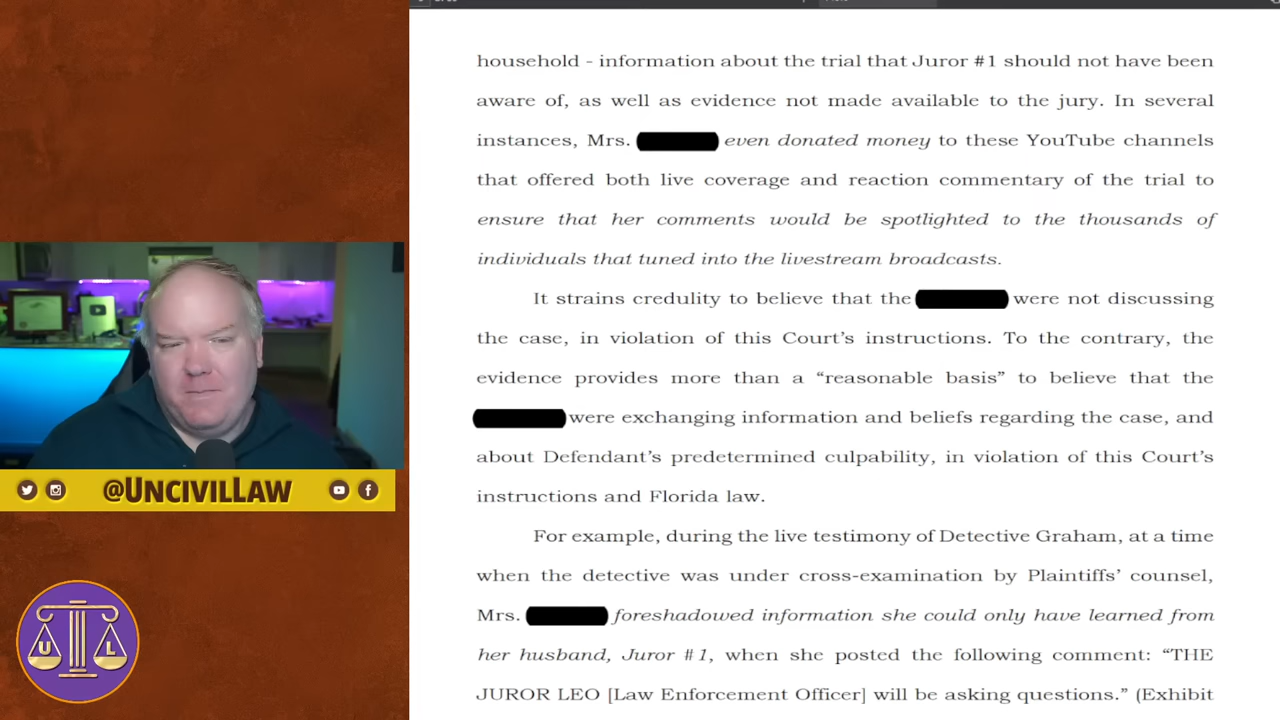 household - information about the trial that Juror #1 should not have been
aware of, as well as evidence not made available to the jury. In several
instances, Mrs. even donated money to these YouTube channels
that offered both live coverage and reaction commentary of the trial to
ensure that her comments would be spotlighted to the thousands of
individuals that tuned into the livestream broadcasts.
It strains credulity to believe that the were not discussing
the case, in violation of this Court's instructions. To the contrary, the
evidence provides more than a “reasonable basis” to believe that the
were exchanging information and beliefs regarding the case, and
about Defendant's predetermined culpability, in violation of this Court's
instructions and Florida law.
For example, during the live testimony of Detective Graham, at a time
when the detective was under cross-examination by Plaintiffs' counsel,
Mrs. foreshadowed information she could only have learned from
her husband, Juror #1, when she posted the following comment: “THE
JUROR LEO [Law Enforcement Officer] will be asking questions.” (Exhibit
@UNCIVILLAW
U L